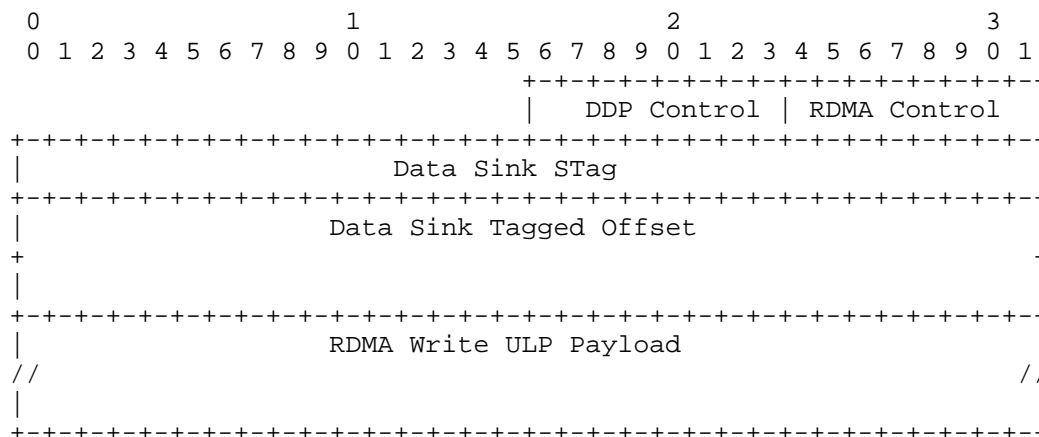 0                   1                   2                   3
0 1 2 3 4 5 6 7 8 9 0 1 2 3 4 5 6 7 8 9 0 1 2 3 4 5 6 7 8 9 0 1
+-+-+-+-+-+-+-+-+-+-+-+-+-+-+-+-+-
| DDP Control | RDMA Control
+-+-+-+-+-+-+-+-+-+-+-+-+-+-+-+-+-+-+-+-+-+-+-+-+-+-+-+-+-+-+-+-+-
| Data Sink STag
+-+-+-+-+-+-+-+-+-+-+-+-+-+-+-+-+-+-+-+-+-+-+-+-+-+-+-+-+-+-+-+-+-
| Data Sink Tagged Offset
+ -
|
+-+-+-+-+-+-+-+-+-+-+-+-+-+-+-+-+-+-+-+-+-+-+-+-+-+-+-+-+-+-+-+-+-
| RDMA Write ULP Payload
// //
|
+-+-+-+-+-+-+-+-+-+-+-+-+-+-+-+-+-+-+-+-+-+-+-+-+-+-+-+-+-+-+-+-+-